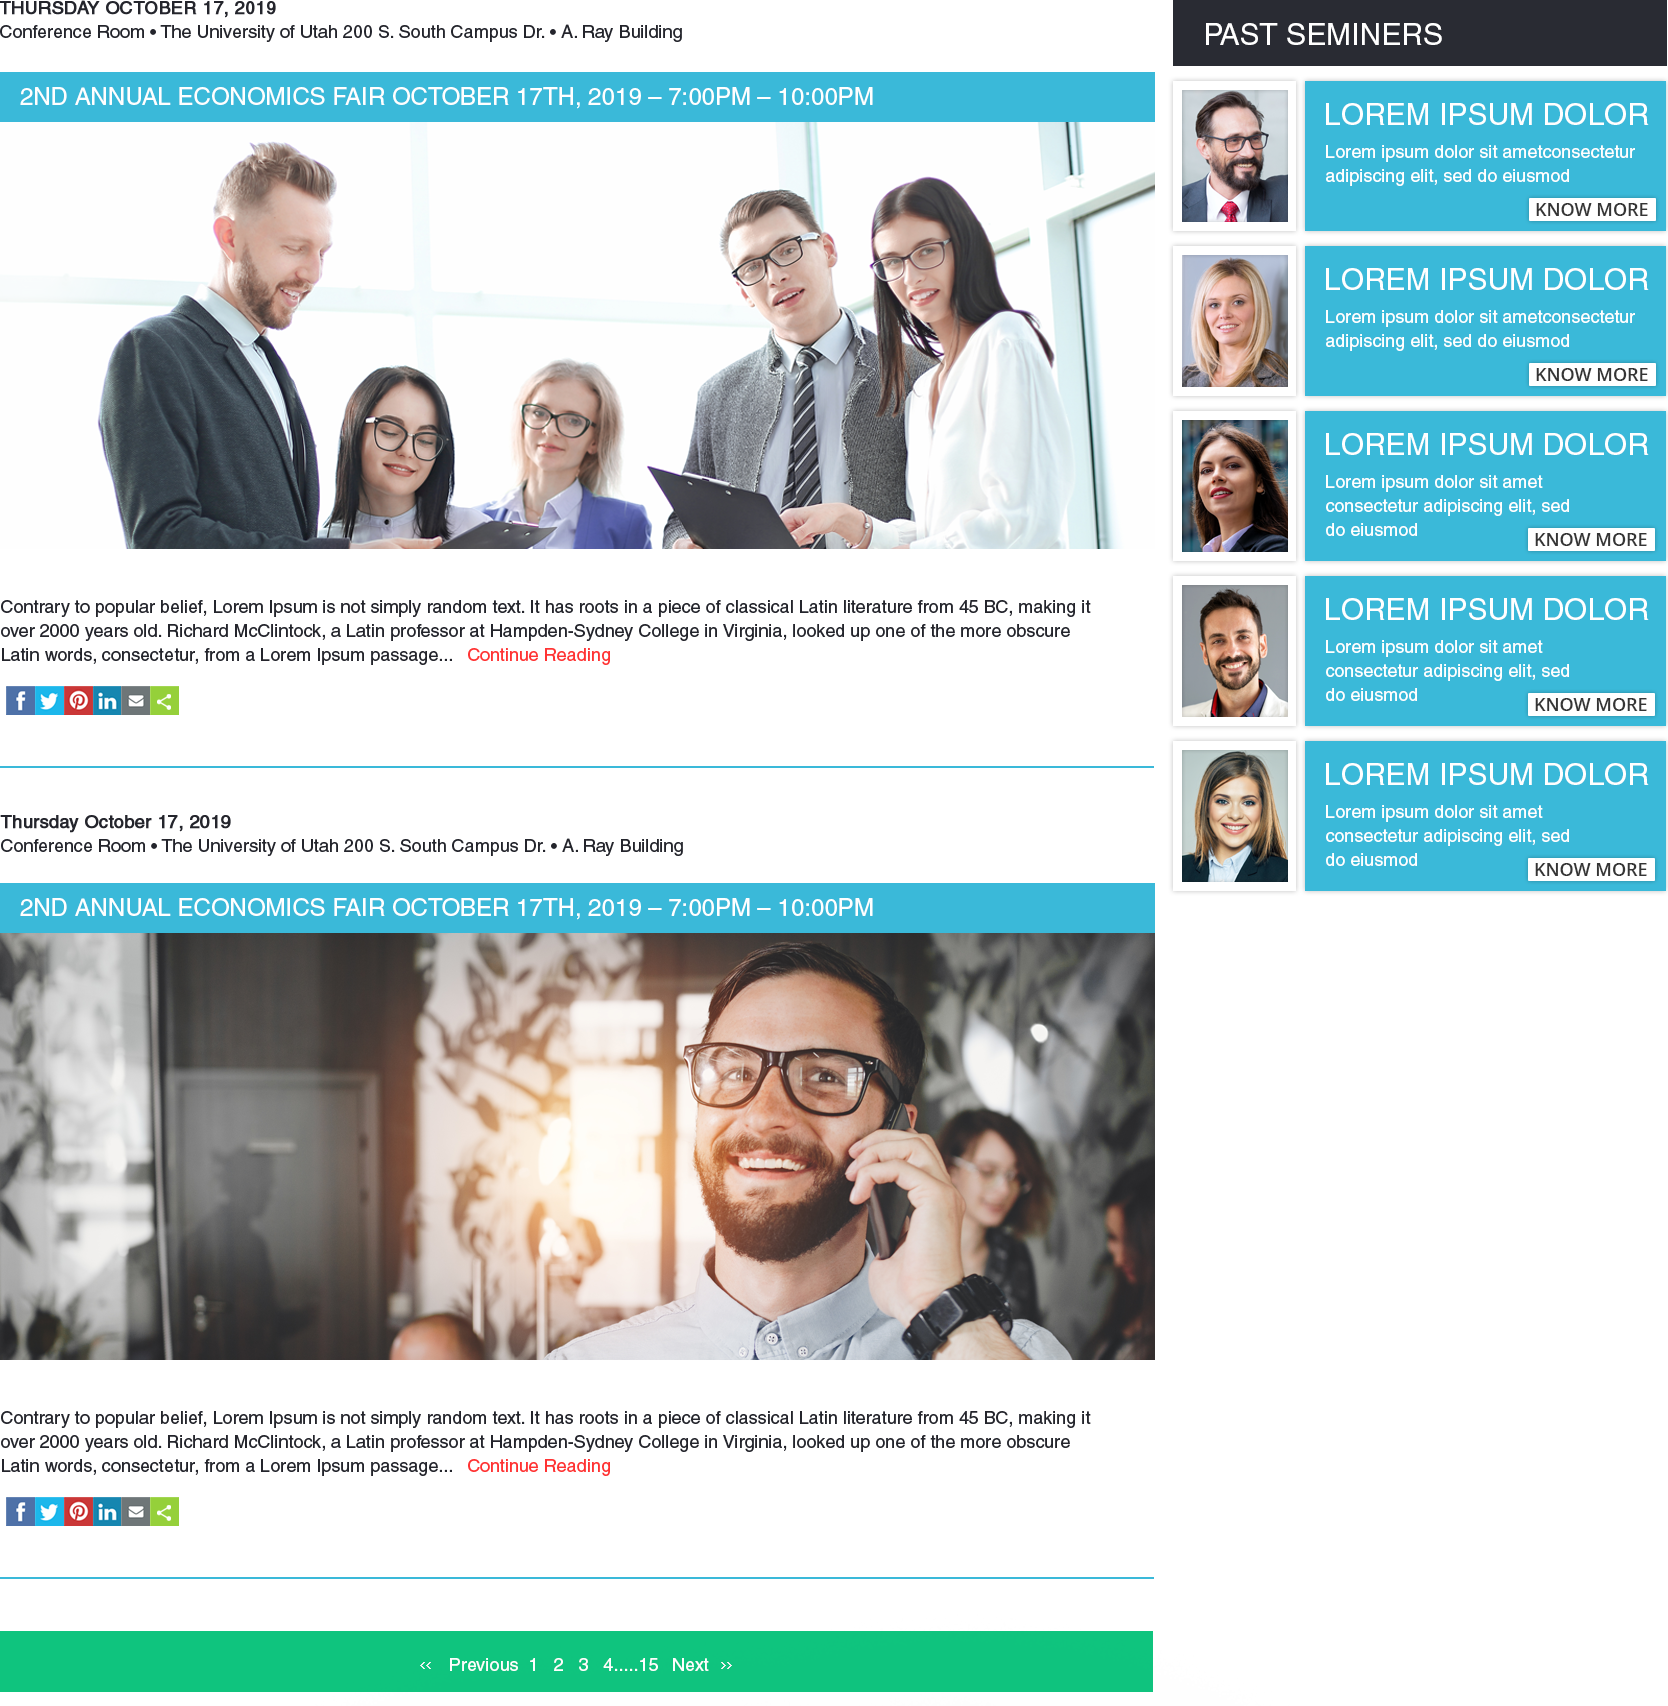 THURSDAY OCTOBER 17, 2019
Conference Room • The University of Utah 200 S. South Campus Dr. • A. Ray Building
2ND ANNUAL ECONOMICS FAIR OCTOBER 17TH, 2019 – 7:00PM – 10:00PM
Contrary to popular belief, Lorem Ipsum is not simply random text. It has roots in a piece of classical Latin literature from 45 BC, making it
over 2000 years old. Richard McClintock, a Latin professor at Hampden-Sydney College in Virginia, looked up one of the more obscure
Latin words, consectetur, from a Lorem Ipsum passage... Continue Reading
Thursday October 17, 2019
Conference Room • The University of Utah 200 S. South Campus Dr. • A. Ray Building
2ND ANNUAL ECONOMICS FAIR OCTOBER 17TH, 2019 – 7:00PM – 10:00PM
Contrary to popular belief, Lorem Ipsum is not simply random text. It has roots in a piece of classical Latin literature from 45 BC, making it
over 2000 years old. Richard McClintock, a Latin professor at Hampden-Sydney College in Virginia, looked up one of the more obscure
Latin words, consectetur, from a Lorem Ipsum passage... Continue Reading
‹‹ Previous 1 2 3 4.....15 Next ››
PAST SEMINERS
LOREM IPSUM DOLOR
Lorem ipsum dolor sit ametconsectetur
adipiscing elit, sed do eiusmod
KNOW MORE
LOREM IPSUM DOLOR
Lorem ipsum dolor sit ametconsectetur
adipiscing elit, sed do eiusmod
KNOW MORE
LOREM IPSUM DOLOR
Lorem ipsum dolor sit amet
consectetur adipiscing elit, sed
do eiusmod
KNOW MORE
LOREM IPSUM DOLOR
Lorem ipsum dolor sit amet
consectetur adipiscing elit, sed
do eiusmod
KNOW MORE
LOREM IPSUM DOLOR
Lorem ipsum dolor sit amet
consectetur adipiscing elit, sed
do eiusmod
KNOW MORE